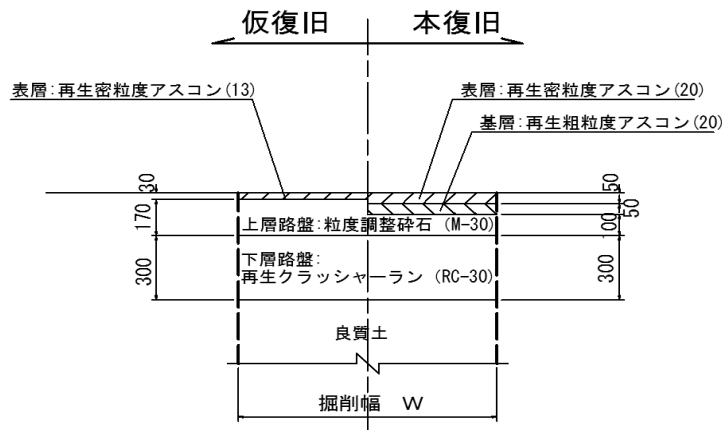 仮復旧 本復旧
表層:再生密粒度アスコン(13) 表層:再生密粒度アスコン(20)
基層:再生粗粒度アスコン(20)
30 50
50
170 上層路盤:粒度調整砕石 (M-30) 100
300 下層路盤: 300
再生クラッシャーラン (RC-30)
良質土
掘削幅 W